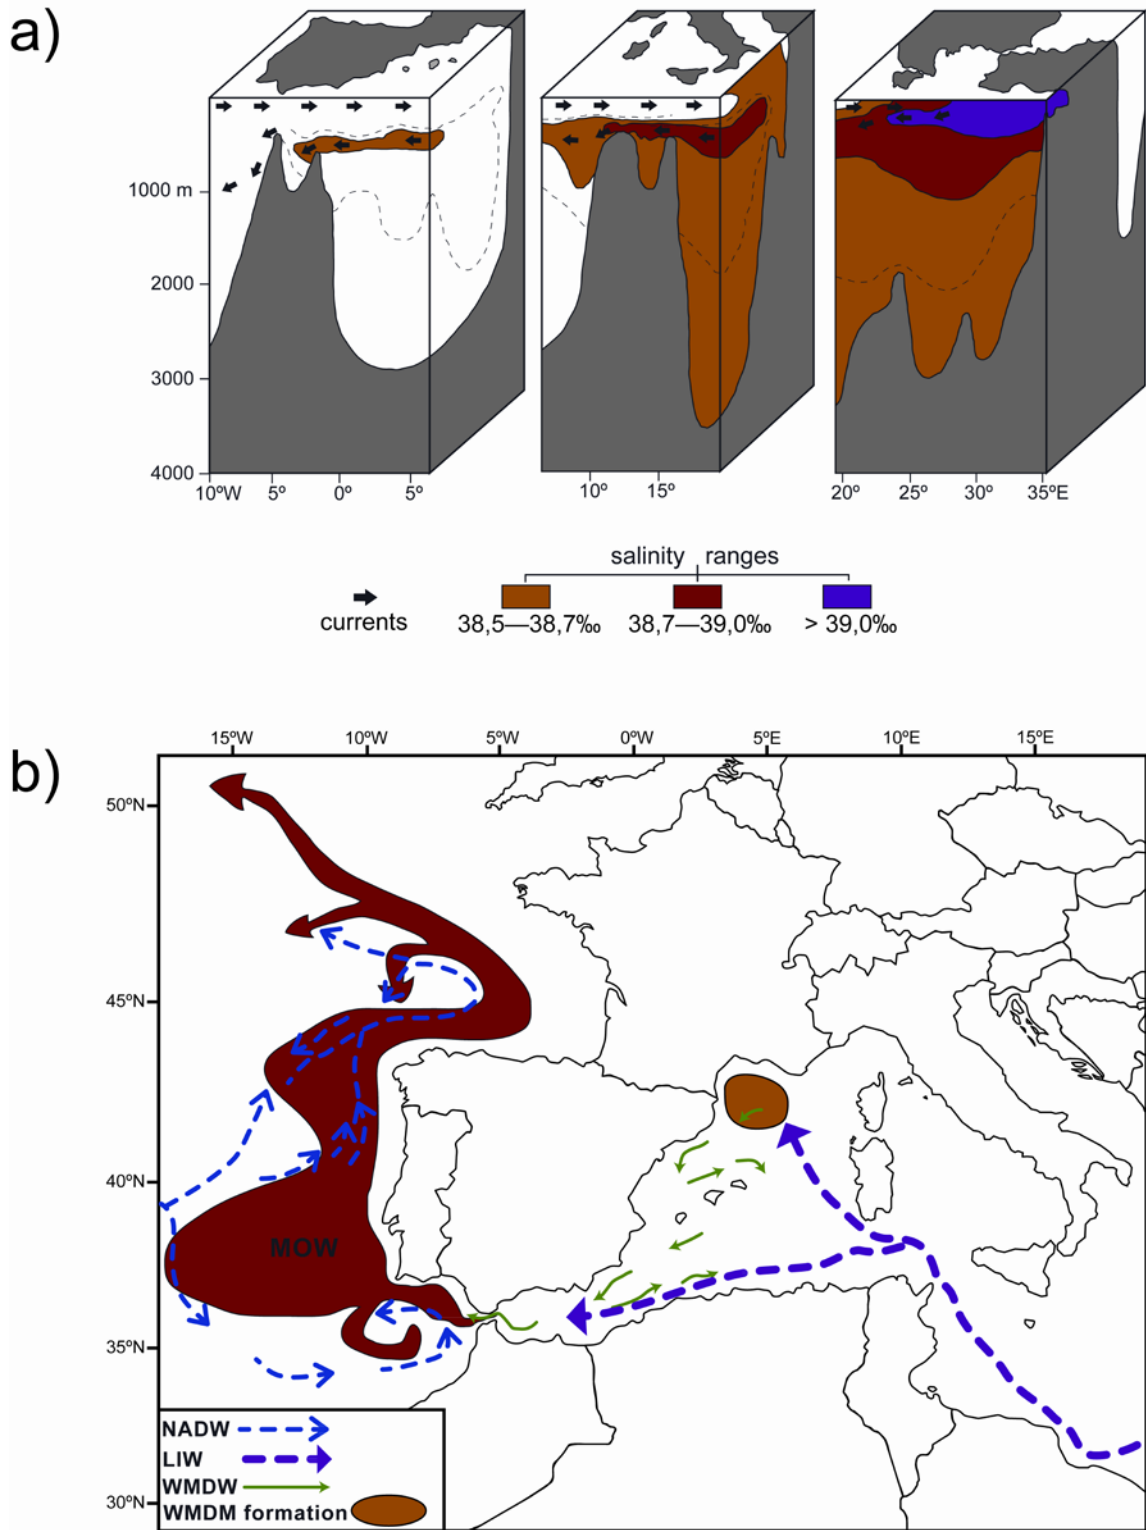 a)
1000 m
2000
3000
4000
10ºW 5º 0º 5º
10º 15º
20º 25º 30º 35ºE
salinity ranges
currents
38,5—38,7‰ 38,7—39,0‰ > 39,0‰
b)
15ºW 10ºW 5ºW 0ºW 5ºE 10ºE 15ºE
50ºN
45ºN
40ºN
MOW
35ºN
NADW
LIW
WMDW
WMDM formation
30ºN